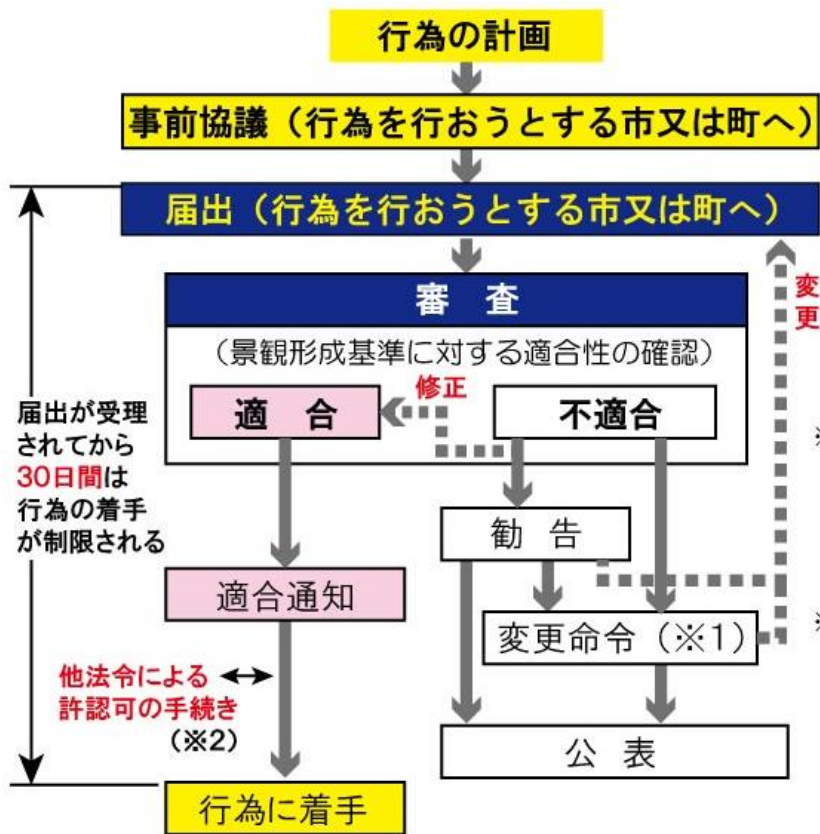 行為の計画
事前協議（行為を行おうとする市又は町へ）
届出（行為を行おうとする市又は町へ）
変
更
審　査
（景観形成基準に対する適合性の確認）
修正
適　合
不適合
届出が受理
されてから
30日間は
行為の着手
が制限される
※
勧　告
適合通知
※
変更命令（※1）
他法令による
許認可の手続き
（※2）
公　表
行為に着手